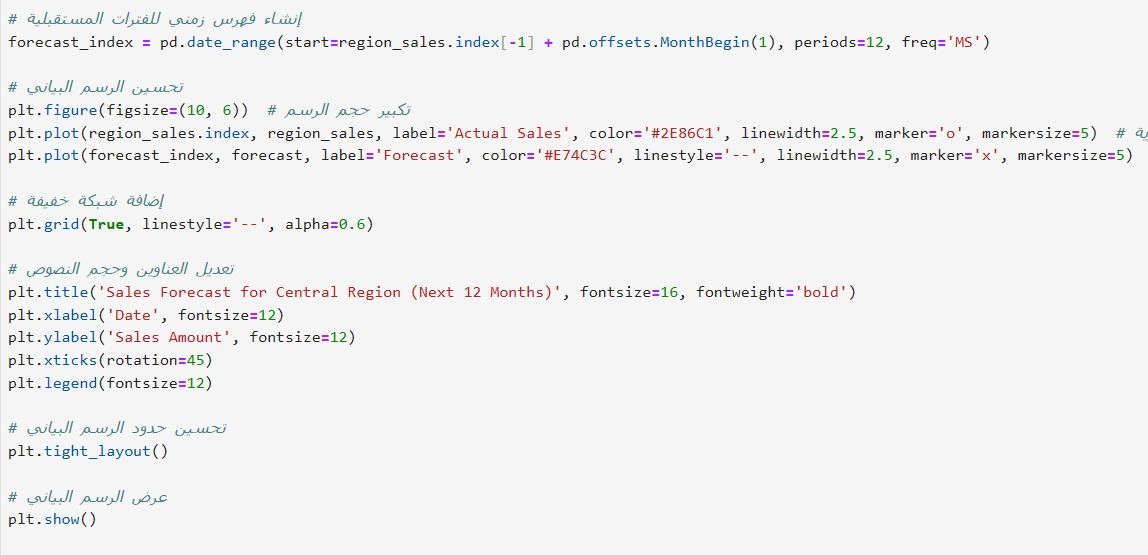 # إنشاء فهرس زمني للفترات المستقبلية
forecast_index = pd.date_range(start=region_sales.index[-1] + pd.offsets.MonthBegin(1), periods=12, freq='MS')
# تحسين الرسم البياني
plt.figure(figsize=(10, 6))  # تكبير حجم الرسم
plt.plot(region_sales.index, region_sales, label='Actual Sales', color='#2E86C1', linewidth=2.5, marker='o', markersize=5)  #
plt.plot(forecast_index, forecast, label='Forecast', color='#E74C3C', linestyle='--', linewidth=2.5, marker='x', markersize=5)
# إضافة شبكة خفيفة
plt.grid(True, linestyle='--', alpha=0.6)
# تعديل العناوين وحجم النصوص
plt.title('Sales Forecast for Central Region (Next 12 Months)', fontsize=16, fontweight='bold')
plt.xlabel('Date', fontsize=12)
plt.ylabel('Sales Amount', fontsize=12)
plt.xticks(rotation=45)
plt.legend(fontsize=12)
# تحسين حدود الرسم البياني
plt.tight_layout()
# عرض الرسم البياني
plt.show()